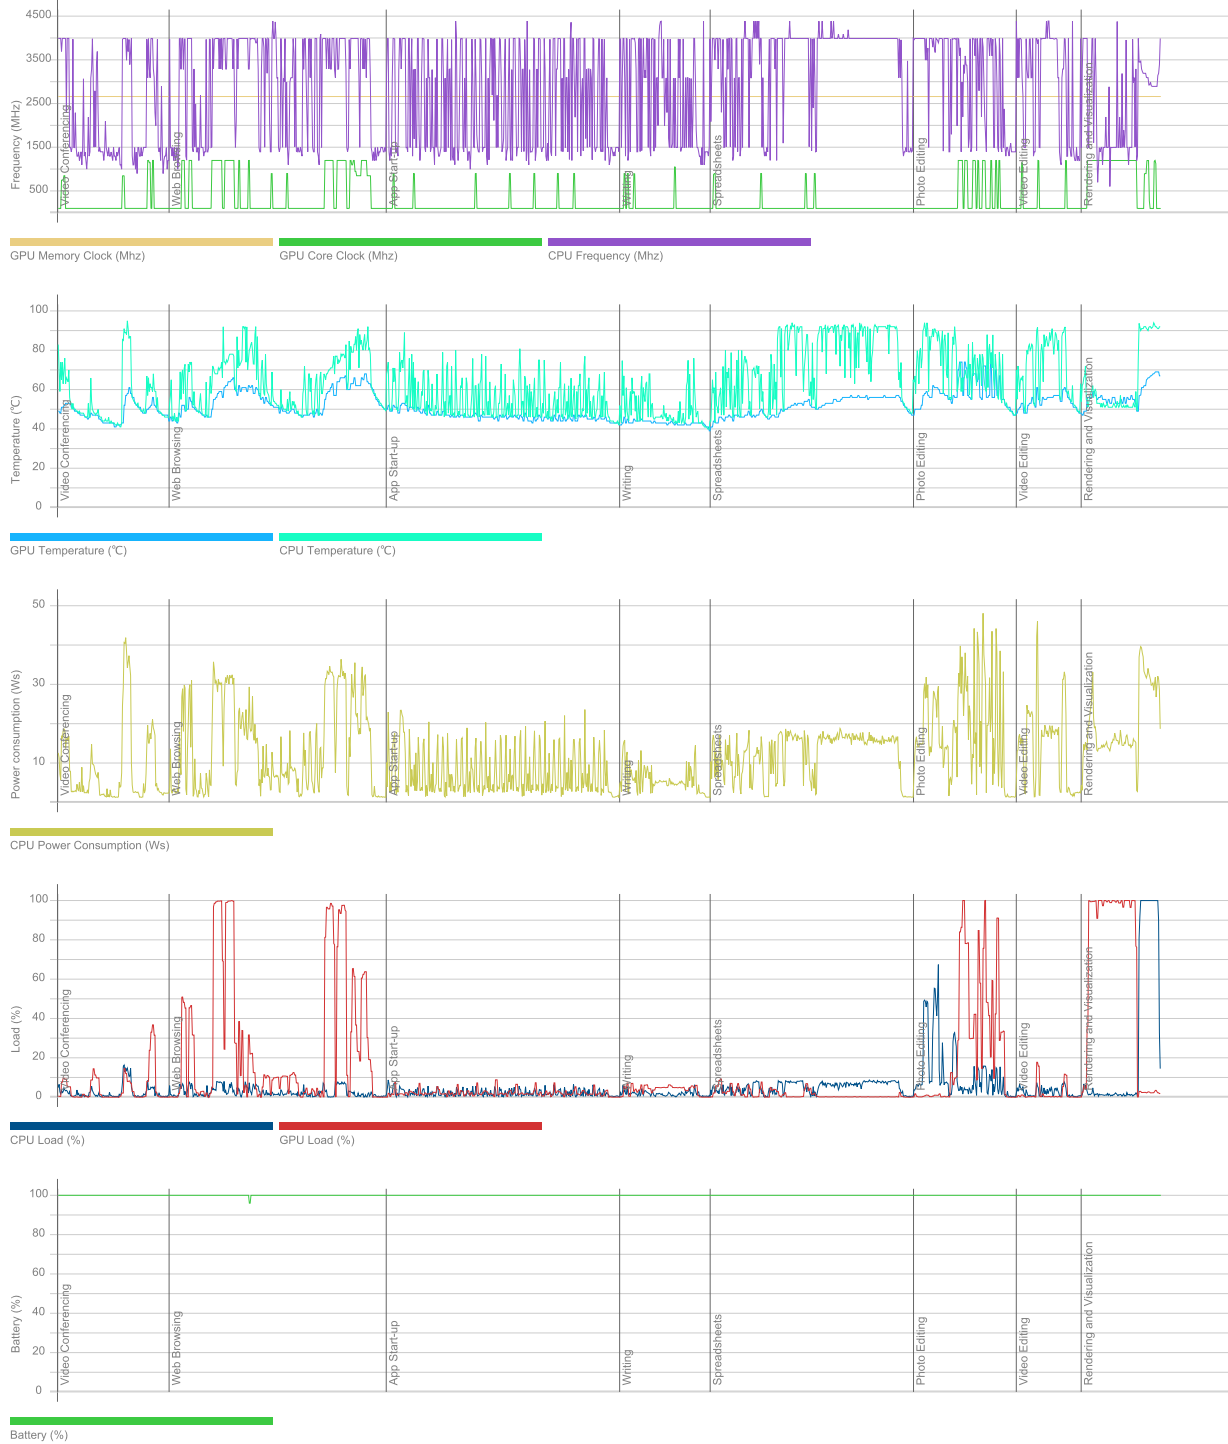 4500
3500
2500
1500
500
Frequency (MHz)
Video Conferencing
Web Browsing
App Start-up
Writing
Spreadsheets
Photo Editing
Video Editing
Rendering and Visualization
GPU Memory Clock (Mhz)
GPU Core Clock (Mhz)
CPU Frequency (Mhz)
100
80
60
40
20
0
Temperature (℃)
Video Conferencing
Web Browsing
App Start-up
Writing
Spreadsheets
Photo Editing
Video Editing
Rendering and Visualization
GPU Temperature (℃)
CPU Temperature (℃)
50
30
10
Power consumption (Ws)
Video Conferencing
Web Browsing
App Start-up
Writing
Spreadsheets
Photo Editing
Video Editing
Rendering and Visualization
CPU Power Consumption (Ws)
100
80
60
40
20
0
Load (%)
Video Conferencing
Web Browsing
App Start-up
Writing
Spreadsheets
Photo Editing
Video Editing
Rendering and Visualization
CPU Load (%)
GPU Load (%)
100
80
60
40
20
0
Battery (%)
Video Conferencing
Web Browsing
App Start-up
Writing
Spreadsheets
Photo Editing
Video Editing
Rendering and Visualization
Battery (%)